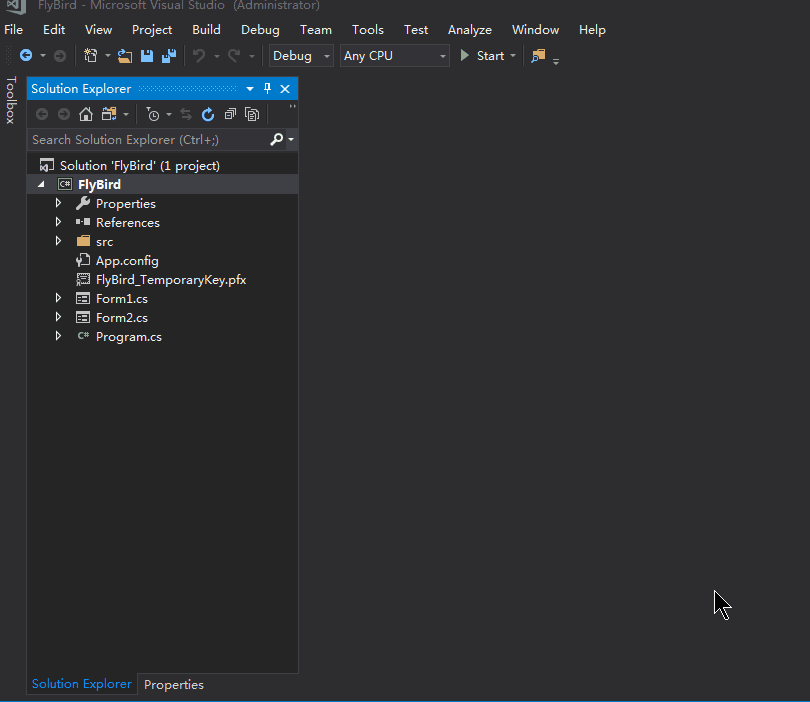 FlyBird - Microsoft Visual Studio (Administrator)
File Edit View Project Build Debug Team Tools Test Analyze Window Help
Debug Any CPU Start
Toolbox
Solution Explorer
Search Solution Explorer (Ctrl+;)
Solution 'FlyBird' (1 project)
C# FlyBird
Properties
References
src
App.config
FlyBird_TemporaryKey.pfx
Form1.cs
Form2.cs
C# Program.cs
Solution Explorer Properties